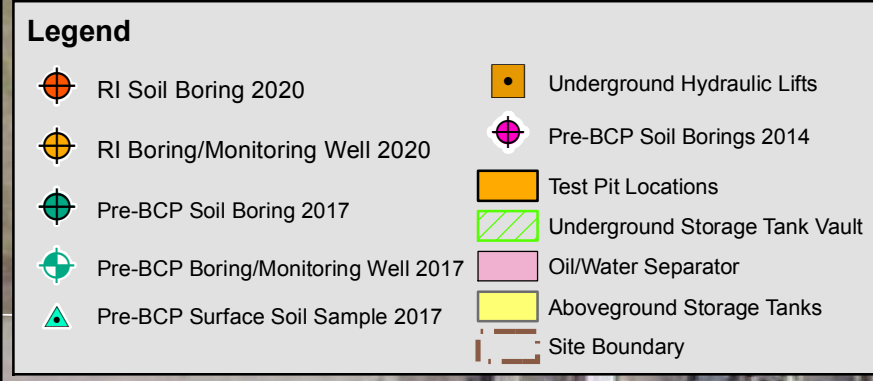 Legend
RI Soil Boring 2020
RI Boring/Monitoring Well 2020
Pre-BCP Soil Boring 2017
Pre-BCP Boring/Monitoring Well 2017
Pre-BCP Surface Soil Sample 2017
Underground Hydraulic Lifts
Pre-BCP Soil Borings 2014
Test Pit Locations
Underground Storage Tank Vault
Oil/Water Separator
Aboveground Storage Tanks
Site Boundary